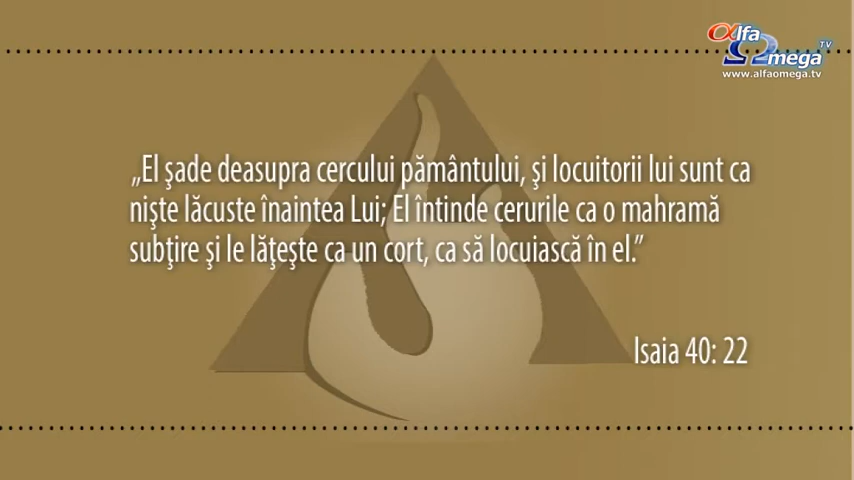 αlfa
Ωmega TV
www.alfaomega.tv
„El şade deasupra cercului pământului, şi locuitorii lui sunt ca
nişte lăcuste înaintea Lui; El întinde cerurile ca o mahramă
subţire şi le lăţeşte ca un cort, ca să locuiască în el.”
Isaia 40: 22